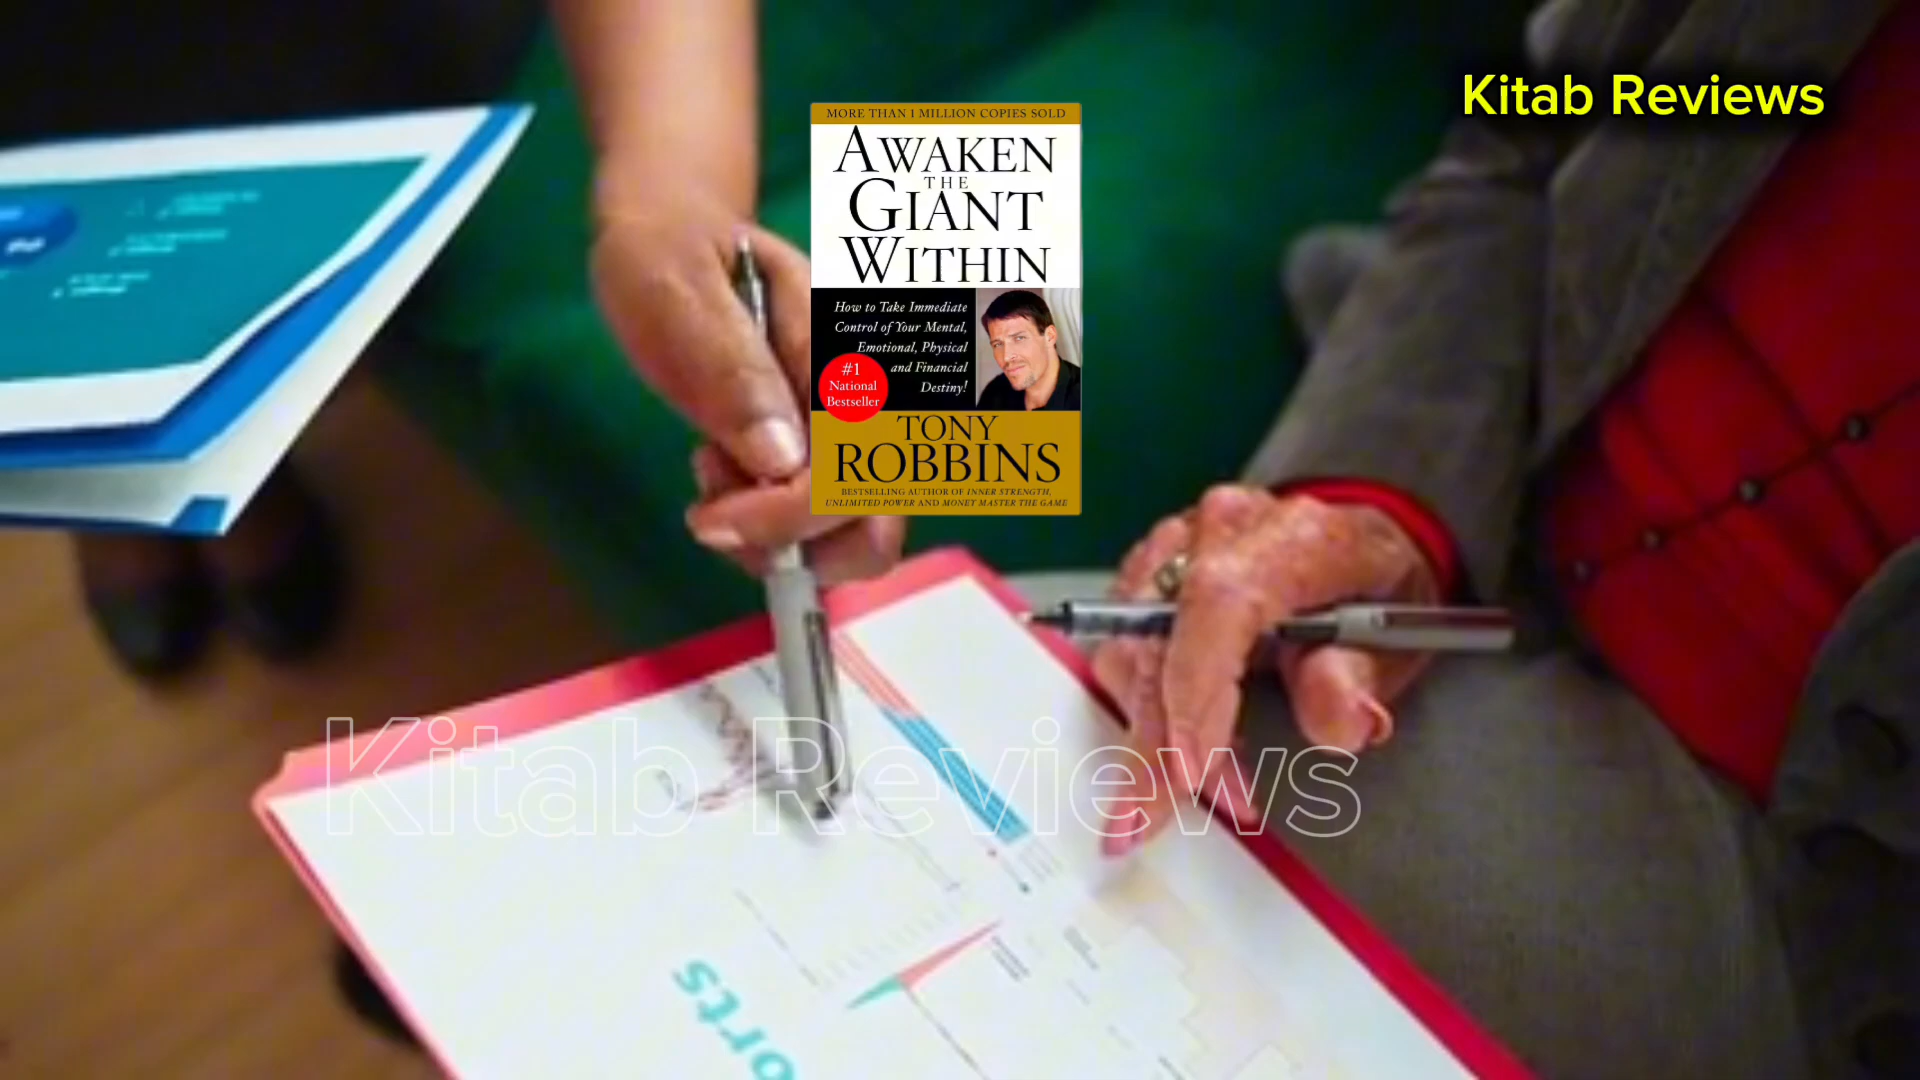 Kitab Reviews
MORE THAN 1 MILLION COPIES SOLD
AWAKEN
THE
GIANT
WITHIN
How to Take Immediate
Control of Your Mental,
Emotional, Physical
and Financial
Destiny!
#1
National
Bestseller
TONY
ROBBINS
BESTSELLING AUTHOR OF INNER STRENGTH,
UNLIMITED POWER AND MONEY MASTER THE GAME
Kitab Reviews
orts